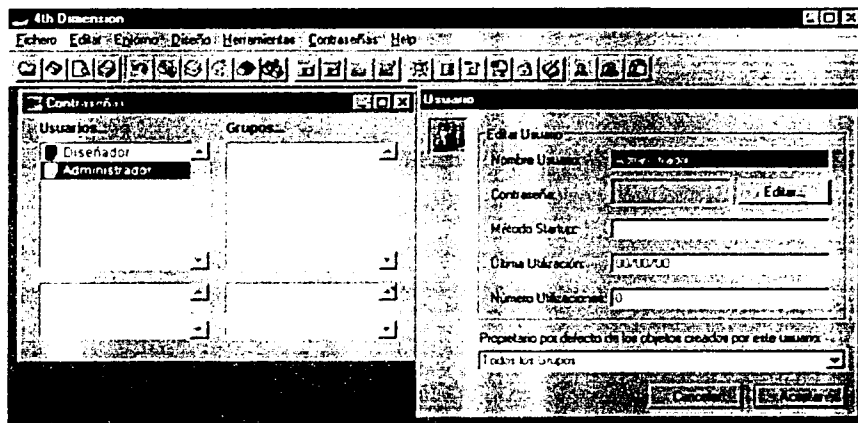 4th Dimension
Fichero Editar Entorno Diseño Herramientas Contraseñas Help
Contraseñas
Usuarios...
Grupos...
Diseñador
Administrador
Usuario
Editar Usuario
Nombre Usuario:
Administrador
Contraseña:
Editar...
Método Startup:
Última Utilización:
00/00/00
Número Utilizaciones:
0
Propietario por defecto de los objetos creados por este usuario:
Todos los Grupos
Cancelar
Aceptar